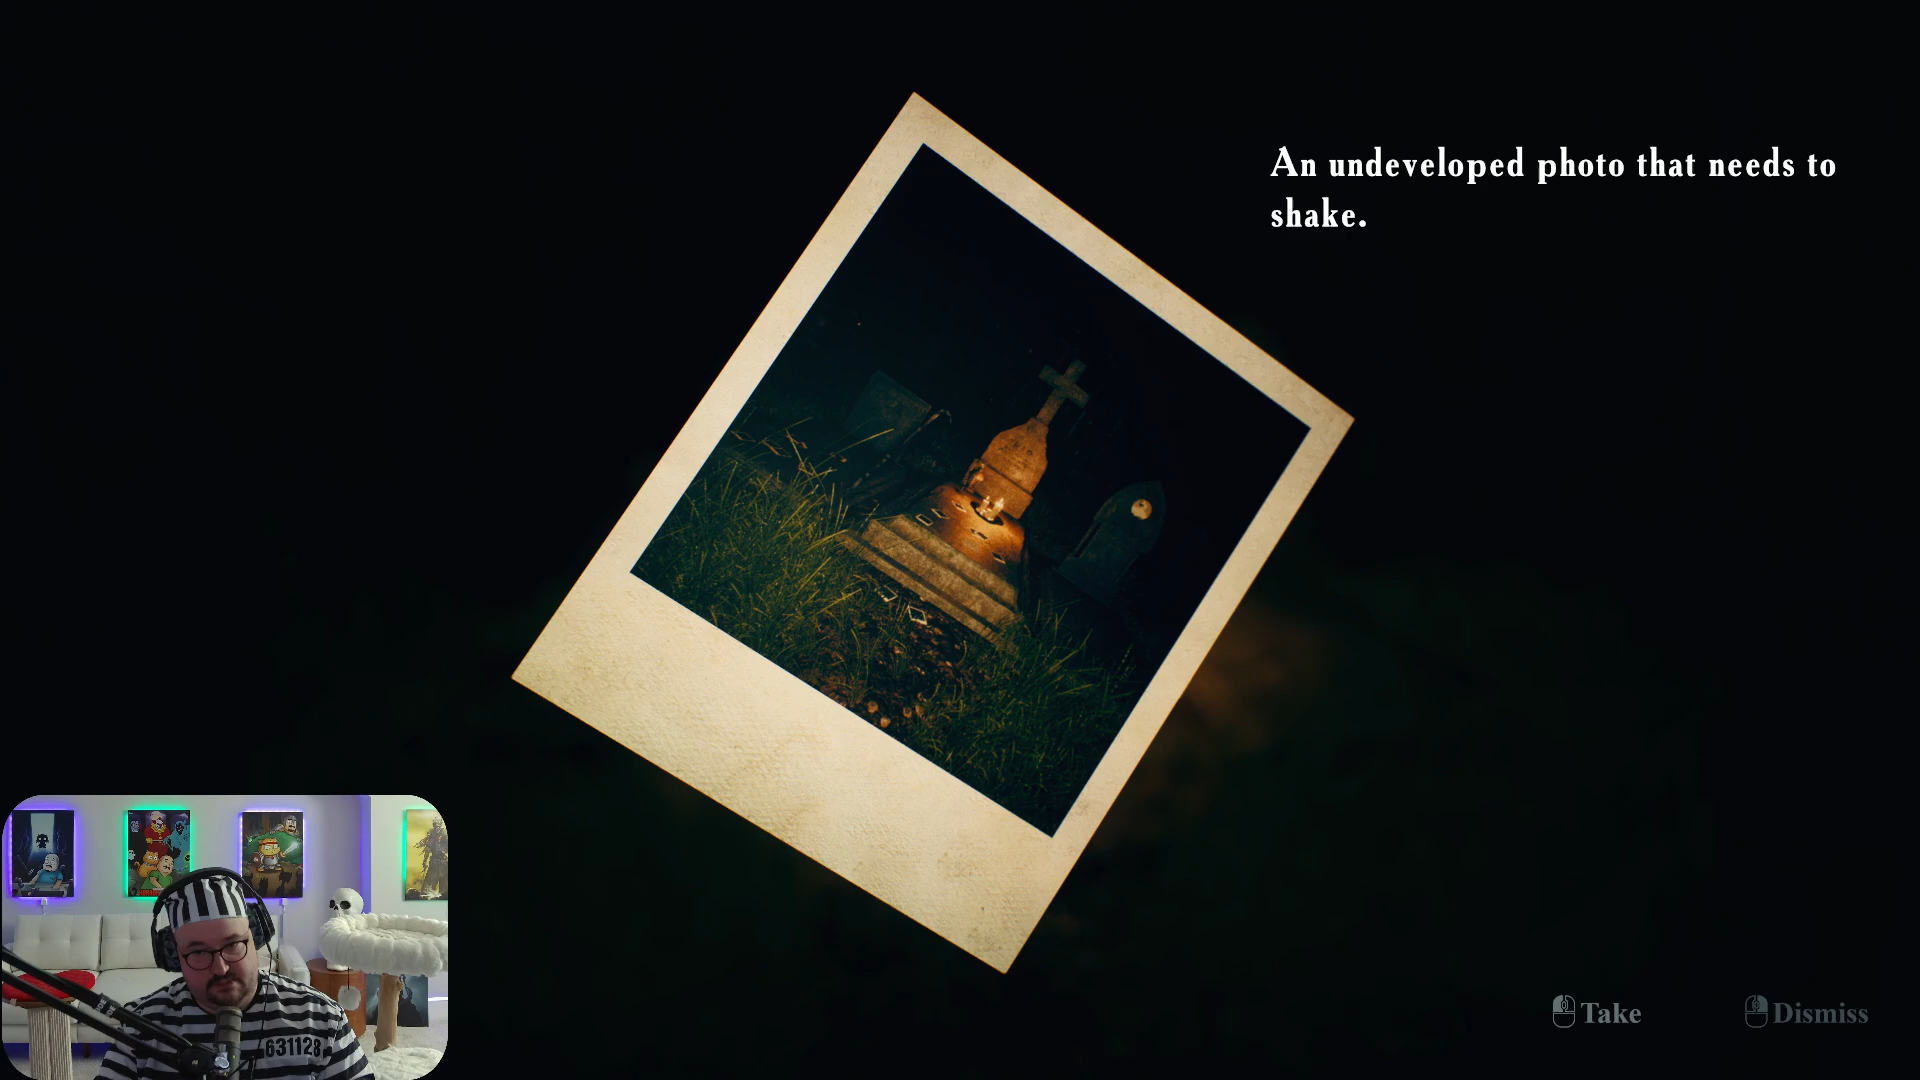 An undeveloped photo that needs to
shake.
Take
Dismiss
631128